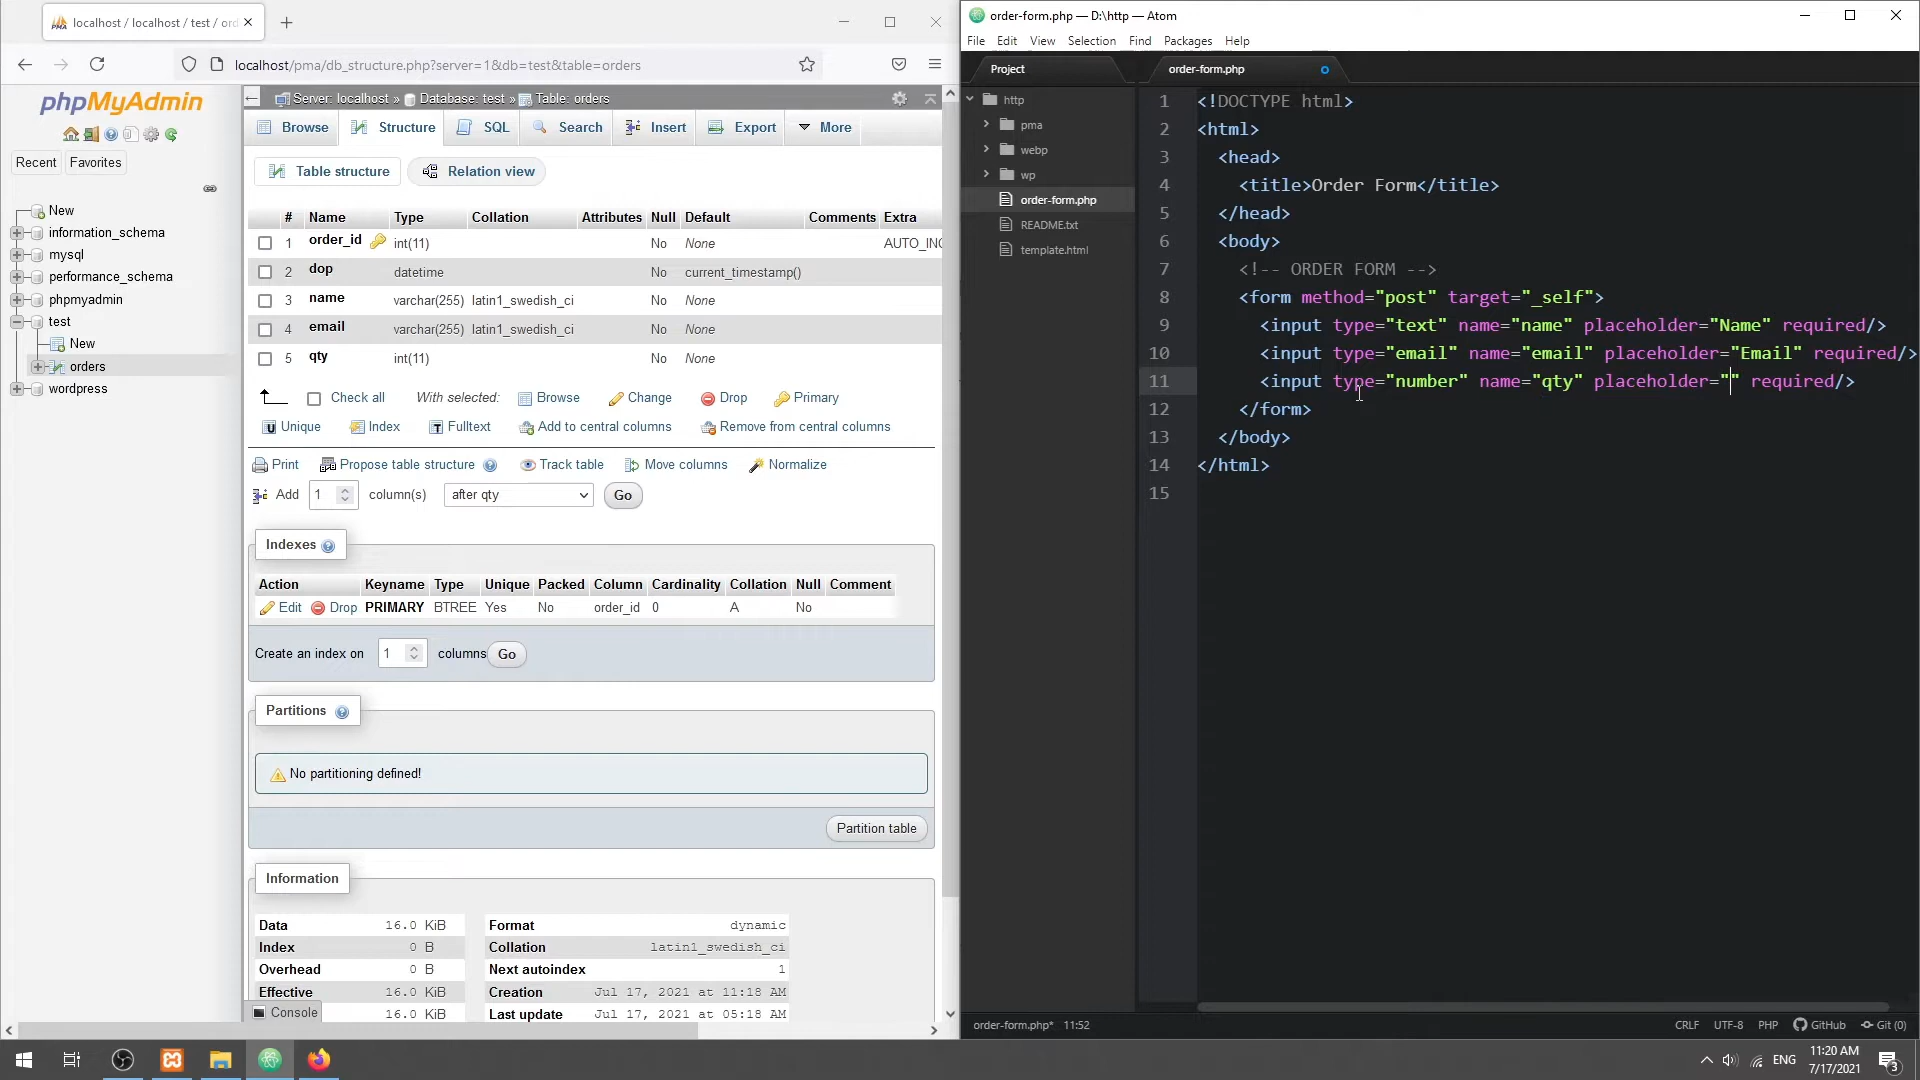 localhost / localhost / test / ord
localhost/pma/db_structure.php?server=1&db=test&table=orders
phpMyAdmin
Recent
Favorites
New
information_schema
mysql
performance_schema
phpmyadmin
test
New
orders
wordpress
Server: localhost » Database: test » Table: orders
Browse Structure SQL Search Insert Export More
Table structure Relation view
# Name Type Collation Attributes Null Default Comments Extra
1 order_id int(11) No None AUTO_INC
2 dop datetime No current_timestamp()
3 name varchar(255) latin1_swedish_ci No None
4 email varchar(255) latin1_swedish_ci No None
5 qty int(11) No None
Check all With selected: Browse Change Drop Primary
Unique Index Fulltext Add to central columns Remove from central columns
Print Propose table structure Track table Move columns Normalize
Add 1 column(s) after qty Go
Indexes
Action Keyname Type Unique Packed Column Cardinality Collation Null Comment
Edit Drop PRIMARY BTREE Yes No order_id 0 A No
Create an index on 1 columns Go
Partitions
No partitioning defined!
Partition table
Information
Data 16.0 KiB Format dynamic
Index 0 B Collation latin1_swedish_ci
Overhead 0 B Next autoindex 1
Effective 16.0 KiB Creation Jul 17, 2021 at 11:18 AM
16.0 KiB Last update Jul 17, 2021 at 05:18 AM
Console
order-form.php — D:\http — Atom
File Edit View Selection Find Packages Help
Project
order-form.php
http
pma
webp
wp
order-form.php
README.txt
template.html
1 <!DOCTYPE html>
2 <html>
3 <head>
4 <title>Order Form</title>
5 </head>
6 <body>
7 <!-- ORDER FORM -->
8 <form method="post" target="_self">
9 <input type="text" name="name" placeholder="Name" required/>
10 <input type="email" name="email" placeholder="Email" required/>
11 <input type="number" name="qty" placeholder="" required/>
12 </form>
13 </body>
14 </html>
15
order-form.php* 11:52
CRLF UTF-8 PHP GitHub Git (0)
ENG
11:20 AM
7/17/2021
3